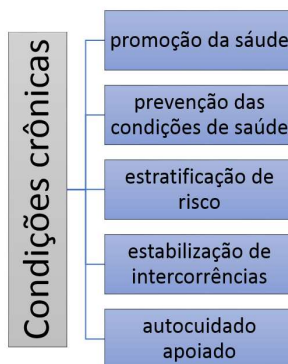 Condições crônicas
promoção da sáude
prevenção das
condições de saúde
estratificação de
risco
estabilização de
intercorrências
autocuidado
apoiado